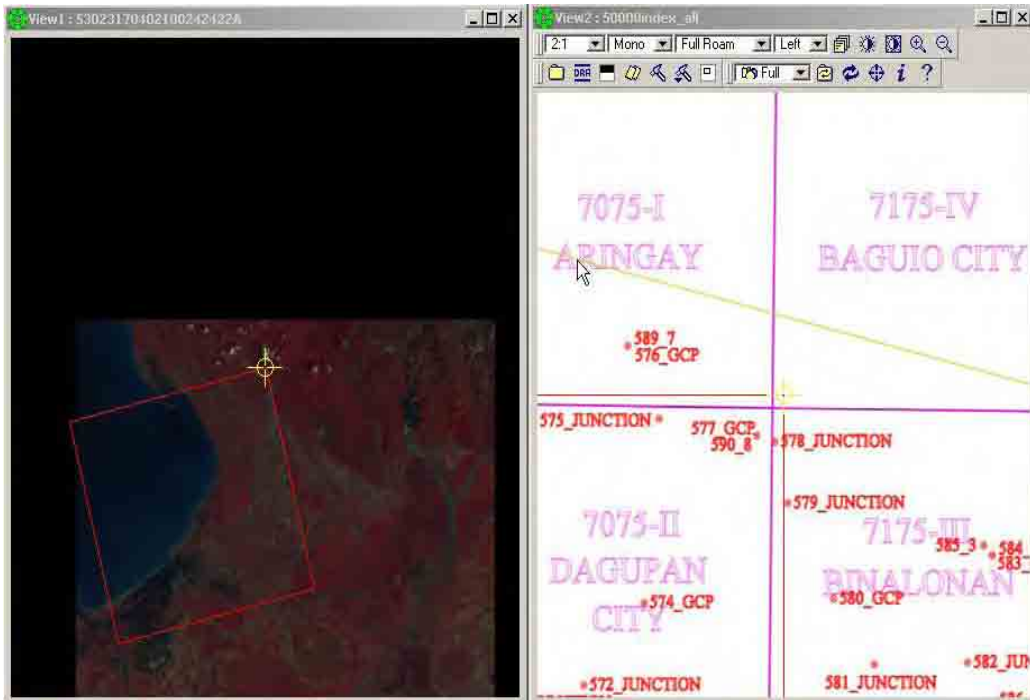 View1 : 53023170402100242422A
View2 : 50000index_all
2:1 Mono Full Roam Left
DRA Full i ?
7075-I
ARINGAY
7175-IV
BAGUIO CITY
589_7
576_GCP
575_JUNCTION
577_GCP
590_8
578_JUNCTION
579_JUNCTION
7075-II
DAGUPAN
CITY
7175-III
BINALONAN
585_3
584
583
574_GCP
580_GCP
572_JUNCTION
581_JUNCTION
582_JUN